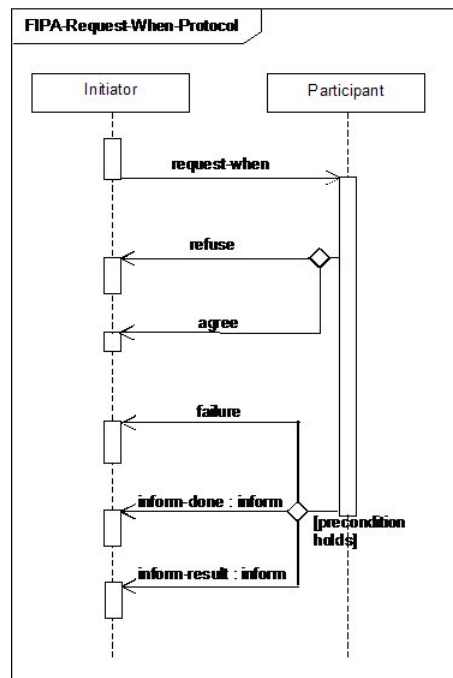 FIPA-Request-When-Protocol
Initiator
Participant
request-when
refuse
agree
failure
inform-done : inform
[precondition
holds]
inform-result : inform